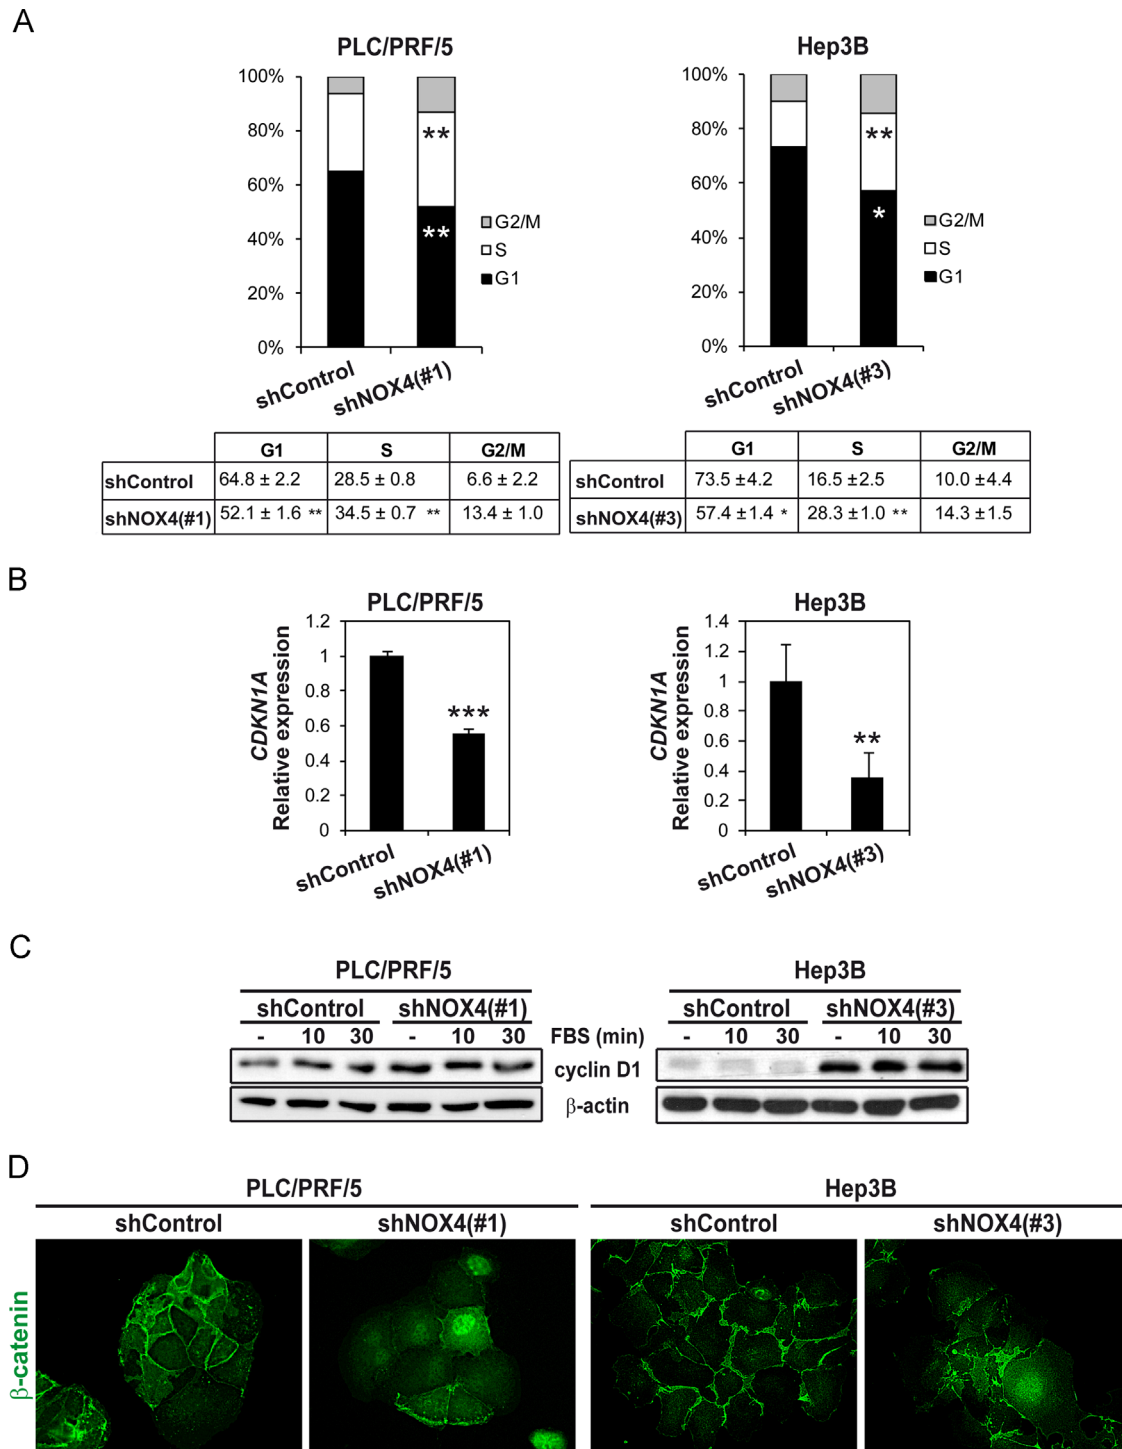 A
PLC/PRF/5
Hep3B
100%
80%
60%
40%
20%
0%
**
**
G2/M
S
G1
shControl
shNOX4(#1)
100%
80%
60%
40%
20%
0%
**
*
G2/M
S
G1
shControl
shNOX4(#3)
G1 S G2/M
shControl 64.8 ± 2.2 28.5 ± 0.8 6.6 ± 2.2
shNOX4(#1) 52.1 ± 1.6 ** 34.5 ± 0.7 ** 13.4 ± 1.0
G1 S G2/M
shControl 73.5 ±4.2 16.5 ±2.5 10.0 ±4.4
shNOX4(#3) 57.4 ±1.4 * 28.3 ±1.0 ** 14.3 ±1.5
B
PLC/PRF/5
CDKN1A
Relative expression
1.2
1
0.8
0.6
0.4
0.2
0
***
shControl
shNOX4(#1)
Hep3B
CDKN1A
Relative expression
1.4
1.2
1
0.8
0.6
0.4
0.2
0
**
shControl
shNOX4(#3)
C
PLC/PRF/5 Hep3B
shControl shNOX4(#1) shControl shNOX4(#3)
- 10 30 - 10 30 FBS (min) - 10 30 - 10 30
cyclin D1
β-actin
D
PLC/PRF/5 Hep3B
shControl shNOX4(#1) shControl shNOX4(#3)
β-catenin